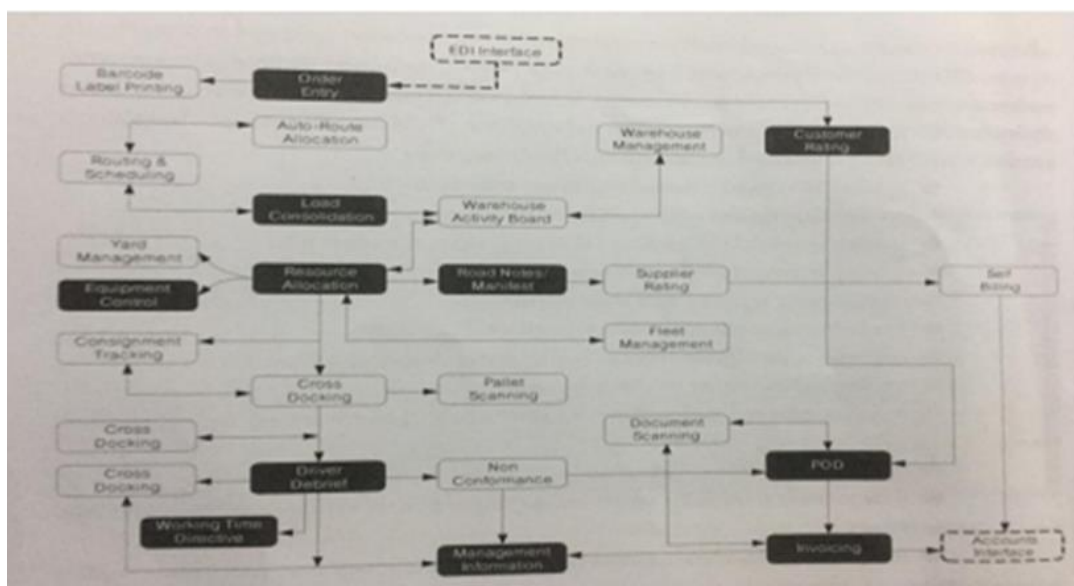 EDI Interface
Barcode
Label Printing
Order
Entry
Auto-Route
Allocation
Warehouse
Management
Customer
Rating
Routing &
Scheduling
Load
Consolidation
Warehouse
Activity Board
Yard
Management
Resource
Allocation
Road Notes/
Manifest
Supplier
Rating
Self
Billing
Equipment
Control
Consignment
Tracking
Fleet
Management
Cross
Docking
Pallet
Scanning
Cross
Docking
Document
Scanning
Cross
Docking
Driver
Debrief
Non
Conformance
POD
Working Time
Directive
Management
Information
Invoicing
Accounts
Interface